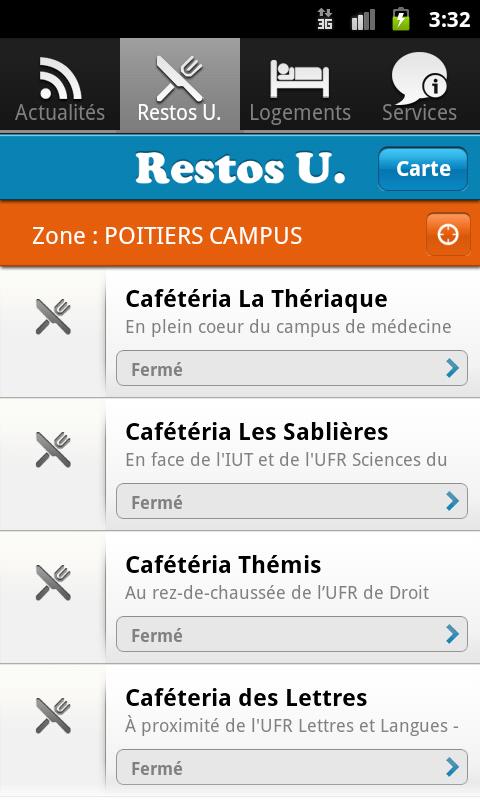 3G 3:32
Actualités Restos U. Logements Services
Restos U. Carte
Zone : POITIERS CAMPUS
Cafétéria La Thériaque
En plein coeur du campus de médecine
Fermé
Cafétéria Les Sablières
En face de l'IUT et de l'UFR Sciences du
Fermé
Cafétéria Thémis
Au rez-de-chaussée de l’UFR de Droit
Fermé
Caféteria des Lettres
À proximité de l'UFR Lettres et Langues -
Fermé